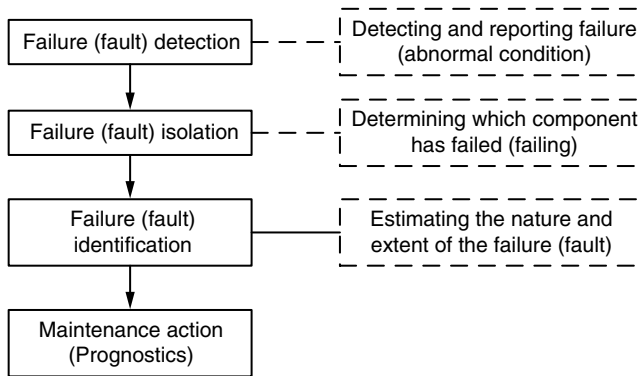 Failure (fault) detection
Detecting and reporting failure
(abnormal condition)
Failure (fault) isolation
Determining which component
has failed (failing)
Failure (fault)
identification
Estimating the nature and
extent of the failure (fault)
Maintenance action
(Prognostics)